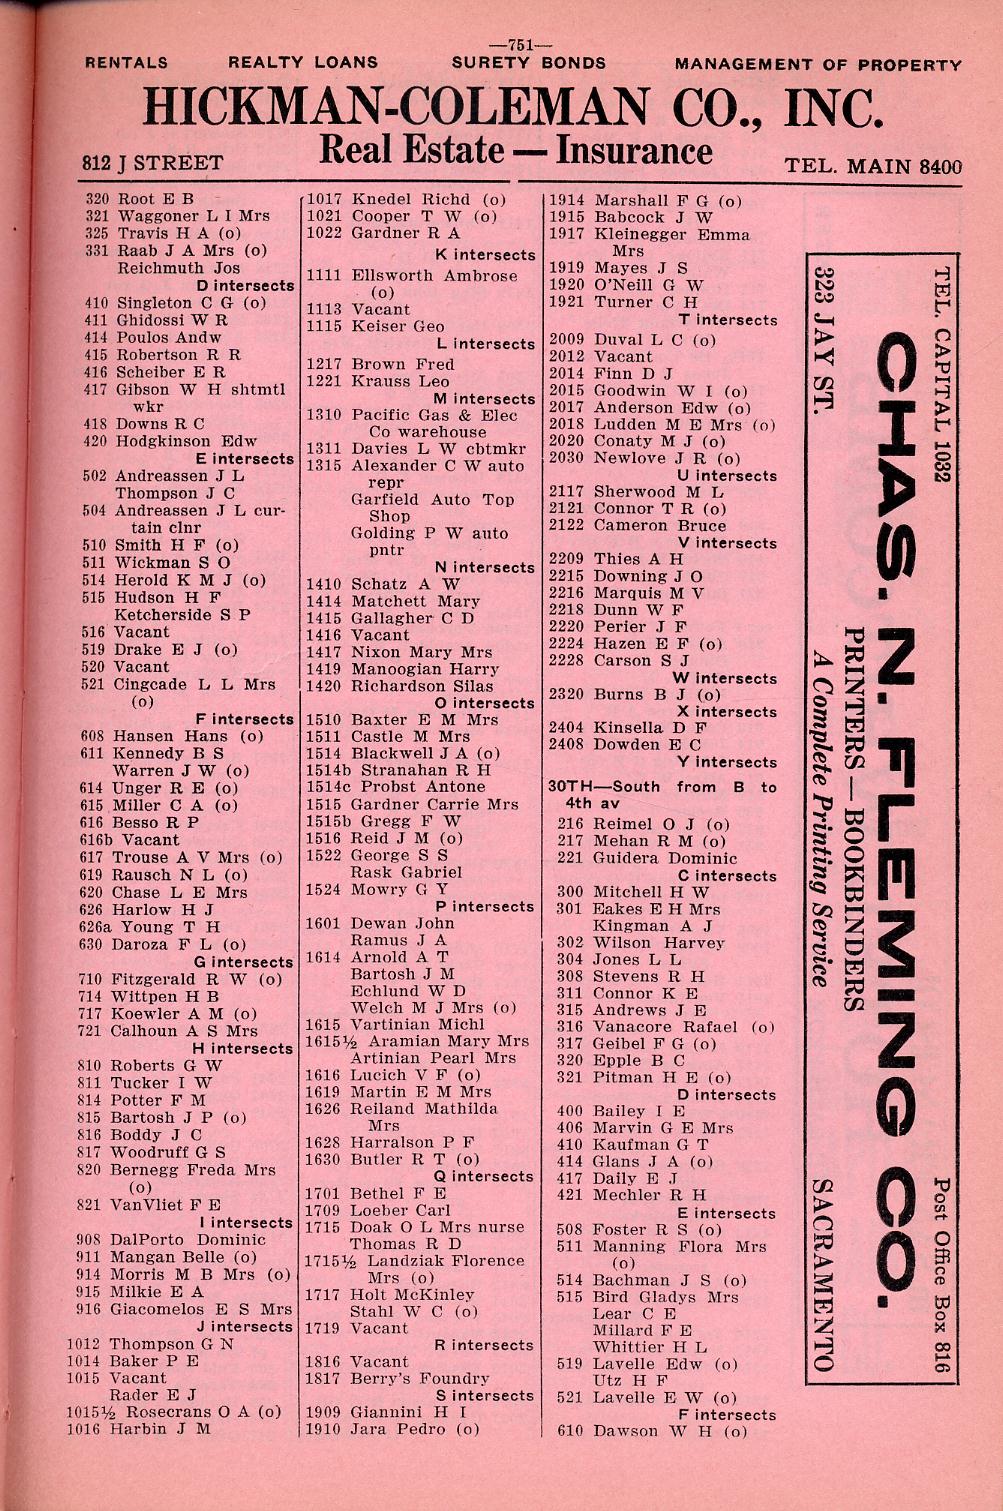 —751—
RENTALS REALTY LOANS SURETY BONDS MANAGEMENT OF PROPERTY
HICKMAN-COLEMAN CO., INC.
812 J STREET Real Estate — Insurance TEL. MAIN 8400
320 Root E B
321 Waggoner L I Mrs
325 Travis H A (o)
331 Raab J A Mrs (o)
Reichmuth Jos
D intersects
410 Singleton C G (o)
411 Ghidossi W R
414 Poulos Andw
415 Robertson R R
416 Scheiber E R
417 Gibson W H shtmtl
wkr
418 Downs R C
420 Hodgkinson Edw
E intersects
502 Andreassen J L
Thompson J C
504 Andreassen J L cur-
tain clnr
510 Smith H F (o)
511 Wickman S O
514 Herold K M J (o)
515 Hudson H F
Ketcherside S P
516 Vacant
519 Drake E J (o)
520 Vacant
521 Cingcade L L Mrs
(o)
F intersects
608 Hansen Hans (o)
611 Kennedy B S
Warren J W (o)
614 Unger R E (o)
615 Miller C A (o)
616 Besso R P
616b Vacant
617 Trouse A V Mrs (o)
619 Rausch N L (o)
620 Chase L E Mrs
626 Harlow H J
626a Young T H
630 Daroza F L (o)
G intersects
710 Fitzgerald R W (o)
714 Wittpen H B
717 Koewler A M (o)
721 Calhoun A S Mrs
H intersects
810 Roberts G W
811 Tucker I W
814 Potter F M
815 Bartosh J P (o)
816 Boddy J C
817 Woodruff G S
820 Bernegg Freda Mrs
(o)
821 VanVliet F E
I intersects
908 DalPorto Dominic
911 Mangan Belle (o)
914 Morris M B Mrs (o)
915 Milkie E A
916 Giacomelos E S Mrs
J intersects
1012 Thompson G N
1014 Baker P E
1015 Vacant
Rader E J
1015½ Rosecrans O A (o)
1016 Harbin J M
1017 Knedel Richd (o)
1021 Cooper T W (o)
1022 Gardner R A
K intersects
1111 Ellsworth Ambrose
(o)
1113 Vacant
1115 Keiser Geo
L intersects
1217 Brown Fred
1221 Krauss Leo
M intersects
1310 Pacific Gas & Elec
Co warehouse
1311 Davies L W cbtmkr
1315 Alexander C W auto
repr
Garfield Auto Top
Shop
Golding P W auto
pntr
N intersects
1410 Schatz A W
1414 Matchett Mary
1415 Gallagher C D
1416 Vacant
1417 Nixon Mary Mrs
1419 Manoogian Harry
1420 Richardson Silas
O intersects
1510 Baxter E M Mrs
1511 Castle M Mrs
1514 Blackwell J A (o)
1514b Stranahan R H
1514c Probst Antone
1515 Gardner Carrie Mrs
1515b Gregg F W
1516 Reid J M (o)
1522 George S S
Rask Gabriel
1524 Mowry G Y
P intersects
1601 Dewan John
Ramus J A
1614 Arnold A T
Bartosh J M
Echlund W D
Welch M J Mrs (o)
1615 Vartinian Michl
1615½ Aramian Mary Mrs
Artinian Pearl Mrs
1616 Lucich V F (o)
1619 Martin E M Mrs
1626 Reiland Mathilda
Mrs
1628 Harralson P F
1630 Butler R T (o)
Q intersects
1701 Bethel F E
1709 Loeber Carl
1715 Doak O L Mrs nurse
Thomas R D
1715½ Landziak Florence
Mrs (o)
1717 Holt McKinley
Stahl W C (o)
1719 Vacant
R intersects
1816 Vacant
1817 Berry's Foundry
S intersects
1909 Giannini H I
1910 Jara Pedro (o)
1914 Marshall F G (o)
1915 Babcock J W
1917 Kleinegger Emma
Mrs
1919 Mayes J S
1920 O'Neill G W
1921 Turner C H
T intersects
2009 Duval L C (o)
2012 Vacant
2014 Finn D J
2015 Goodwin W I (o)
2017 Anderson Edw (o)
2018 Ludden M E Mrs (o)
2020 Conaty M J (o)
2030 Newlove J R (o)
U intersects
2117 Sherwood M L
2121 Connor T R (o)
2122 Cameron Bruce
V intersects
2209 Thies A H
2215 Downing J O
2216 Marquis M V
2218 Dunn W F
2220 Perier J F
2224 Hazen E F (o)
2228 Carson S J
W intersects
2320 Burns B J (o)
X intersects
2404 Kinsella D F
2408 Dowden E C
Y intersects
30TH—South from B to
4th av
216 Reimel O J (o)
217 Mehan R M (o)
221 Guidera Dominic
C intersects
300 Mitchell H W
301 Eakes E H Mrs
Kingman A J
302 Wilson Harvey
304 Jones L L
308 Stevens R H
311 Connor K E
315 Andrews J E
316 Vanacore Rafael (o)
317 Geibel F G (o)
320 Epple B C
321 Pitman H E (o)
D intersects
400 Bailey I E
406 Marvin G E Mrs
410 Kaufman G T
414 Glans J A (o)
417 Daily E J
421 Mechler R H
E intersects
508 Foster R S (o)
511 Manning Flora Mrs
(o)
514 Bachman J S (o)
515 Bird Gladys Mrs
Lear C E
Millard F E
Whittier H L
519 Lavelle Edw (o)
Utz H F
521 Lavelle E W (o)
F intersects
610 Dawson W H (o)
TEL. CAPITAL 1032 Post Office Box 816
CHAS. N. FLEMING CO.
PRINTERS — BOOKBINDERS
323 JAY ST. A Complete Printing Service SACRAMENTO